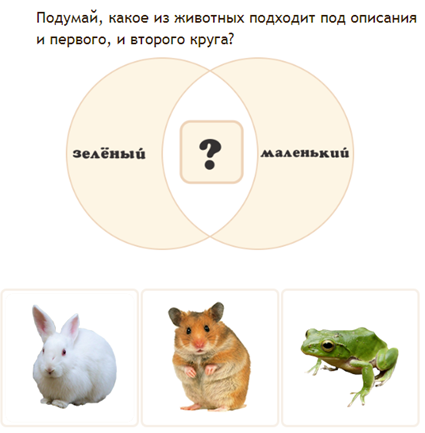 Подумай, какое из животных подходит под описания
и первого, и второго круга?
зелёный
?
маленький